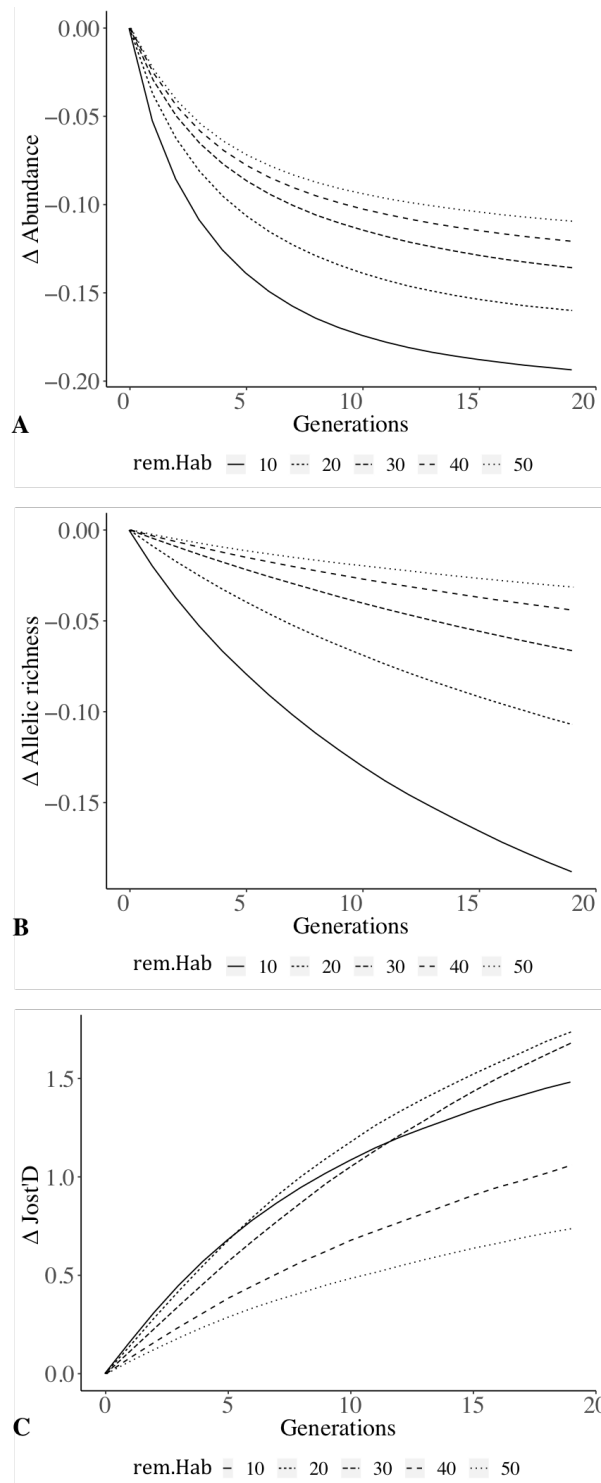 0.00
−0.05
−0.10
−0.15
−0.20
Δ Abundance
0 5 10 15 20
Generations
A
rem.Hab 10 20 30 40 50
0.00
−0.05
−0.10
−0.15
Δ Allelic richness
0 5 10 15 20
Generations
B
rem.Hab 10 20 30 40 50
1.5
1.0
0.5
0.0
Δ Jost'D
0 5 10 15 20
Generations
C
rem.Hab 10 20 30 40 50